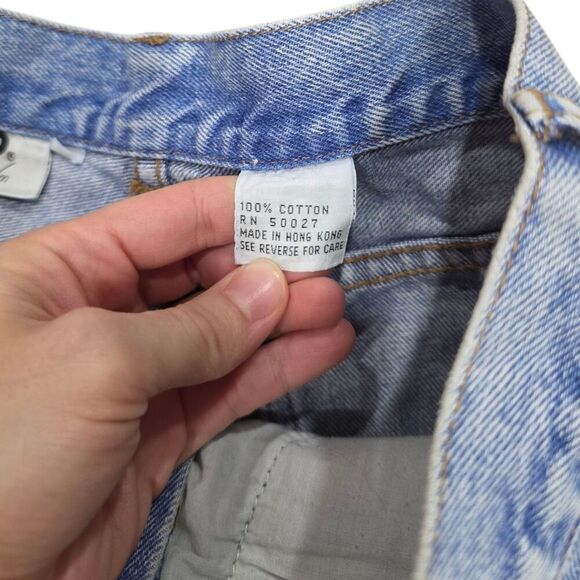 100% COTTON
RN 50027
MADE IN HONG KONG
SEE REVERSE FOR CARE